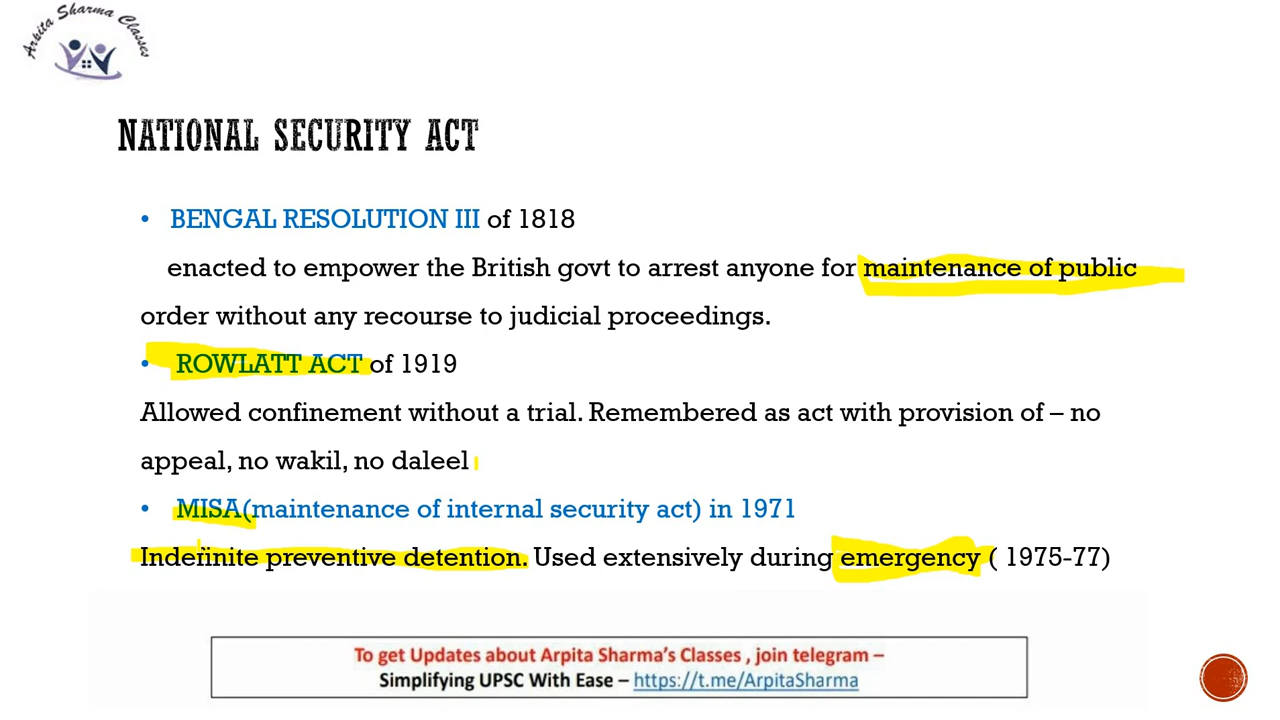 Arpita Sharma Classes
NATIONAL SECURITY ACT
• BENGAL RESOLUTION III of 1818
enacted to empower the British govt to arrest anyone for maintenance of public
order without any recourse to judicial proceedings.
• ROWLATT ACT of 1919
Allowed confinement without a trial. Remembered as act with provision of – no
appeal, no wakil, no daleel
• MISA(maintenance of internal security act) in 1971
Indefinite preventive detention. Used extensively during emergency ( 1975-77)
To get Updates about Arpita Sharma's Classes , join telegram –
Simplifying UPSC With Ease – https://t.me/ArpitaSharma